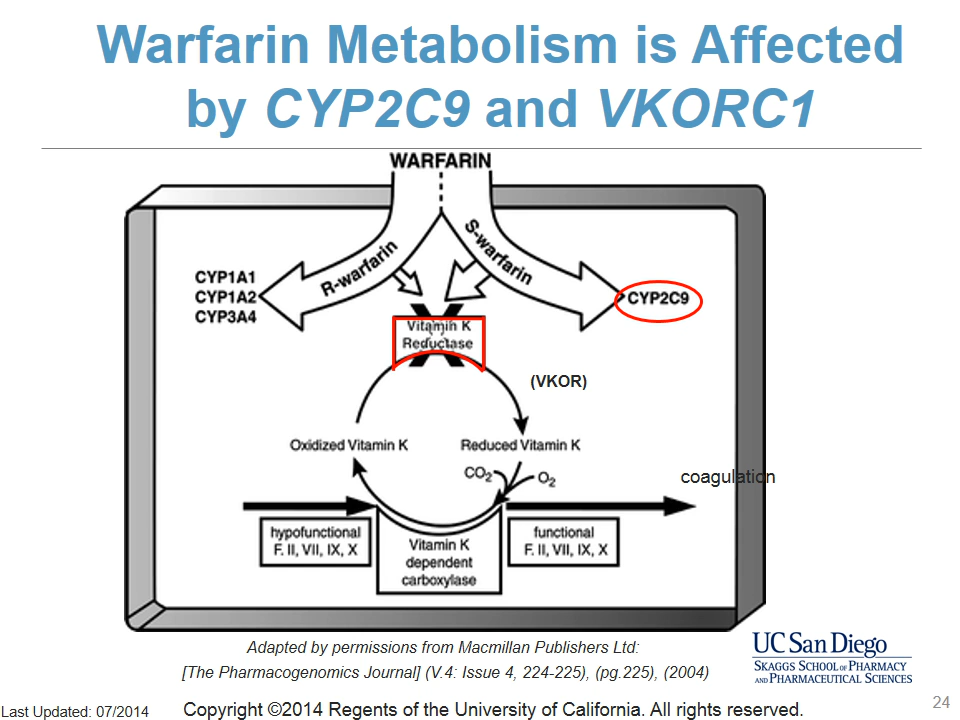 Warfarin Metabolism is Affected
by CYP2C9 and VKORC1
WARFARIN
R-warfarin
S-warfarin
CYP1A1
CYP1A2
CYP3A4
CYP2C9
Vitamin K
Reductase
(VKOR)
Oxidized Vitamin K
Reduced Vitamin K
CO2
O2
coagulation
hypofunctional
F. II, VII, IX, X
Vitamin K
dependent
carboxylase
functional
F. II, VII, IX, X
Adapted by permissions from Macmillan Publishers Ltd:
[The Pharmacogenomics Journal] (V.4: Issue 4, 224-225), (pg.225), (2004)
UC San Diego
SKAGGS SCHOOL OF PHARMACY
AND PHARMACEUTICAL SCIENCES
Last Updated: 07/2014
Copyright ©2014 Regents of the University of California. All rights reserved.
24